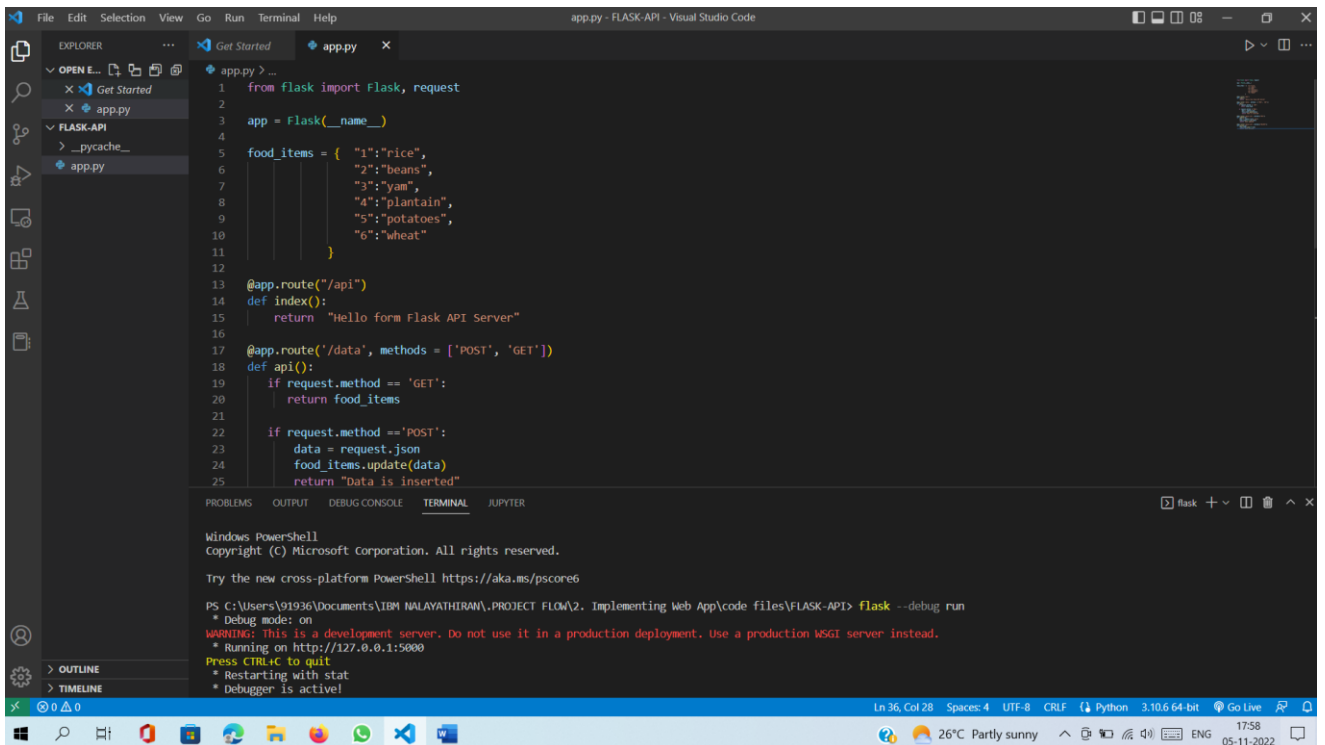 File Edit Selection View Go Run Terminal Help
app.py - FLASK-API - Visual Studio Code
EXPLORER
OPEN E...
Get Started
app.py
FLASK-API
__pycache__
app.py
OUTLINE
TIMELINE
Get Started
app.py
app.py > ...
1 from flask import Flask, request
2
3 app = Flask(__name__)
4
5 food_items = { "1":"rice",
6 "2":"beans",
7 "3":"yam",
8 "4":"plantain",
9 "5":"potatoes",
10 "6":"wheat"
11 }
12
13 @app.route("/api")
14 def index():
15 return "Hello form Flask API Server"
16
17 @app.route('/data', methods = ['POST', 'GET'])
18 def api():
19 if request.method == 'GET':
20 return food_items
21
22 if request.method =='POST':
23 data = request.json
24 food_items.update(data)
25 return "Data is inserted"
PROBLEMS OUTPUT DEBUG CONSOLE TERMINAL JUPYTER
flask
Windows PowerShell
Copyright (C) Microsoft Corporation. All rights reserved.
Try the new cross-platform PowerShell https://aka.ms/pscore6
PS C:\Users\91936\Documents\IBM NALAYATHIRAN\.PROJECT FLOW\2. Implementing Web App\code files\FLASK-API> flask --debug run
* Debug mode: on
WARNING: This is a development server. Do not use it in a production deployment. Use a production WSGI server instead.
* Running on http://127.0.0.1:5000
Press CTRL+C to quit
* Restarting with stat
* Debugger is active!
0 0
Ln 36, Col 28 Spaces: 4 UTF-8 CRLF Python 3.10.6 64-bit Go Live
26°C Partly sunny
ENG
17:58
05-11-2022